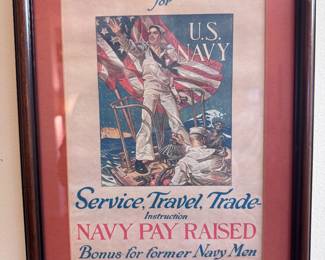 for
U.S.
NAVY
Service, Travel, Trade-
Instruction
NAVY PAY RAISED
Bonus for former Navy Men